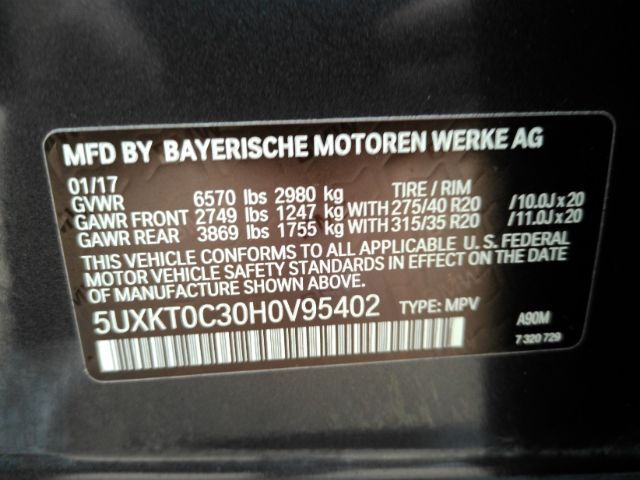 MFD BY BAYERISCHE MOTOREN WERKE AG
01/17 TIRE / RIM
GVWR 6570 lbs 2980 kg
GAWR FRONT 2749 lbs 1247 kg WITH 275/40 R20 /10.0J x 20
GAWR REAR 3869 lbs 1755 kg WITH 315/35 R20 /11.0J x 20
THIS VEHICLE CONFORMS TO ALL APPLICABLE U.S. FEDERAL
MOTOR VEHICLE SAFETY STANDARDS IN EFFECT ON THE DATE OF
MANUFACTURE SHOWN ABOVE.
5UXKT0C30H0V95402 TYPE: MPV A90M
7 320 729